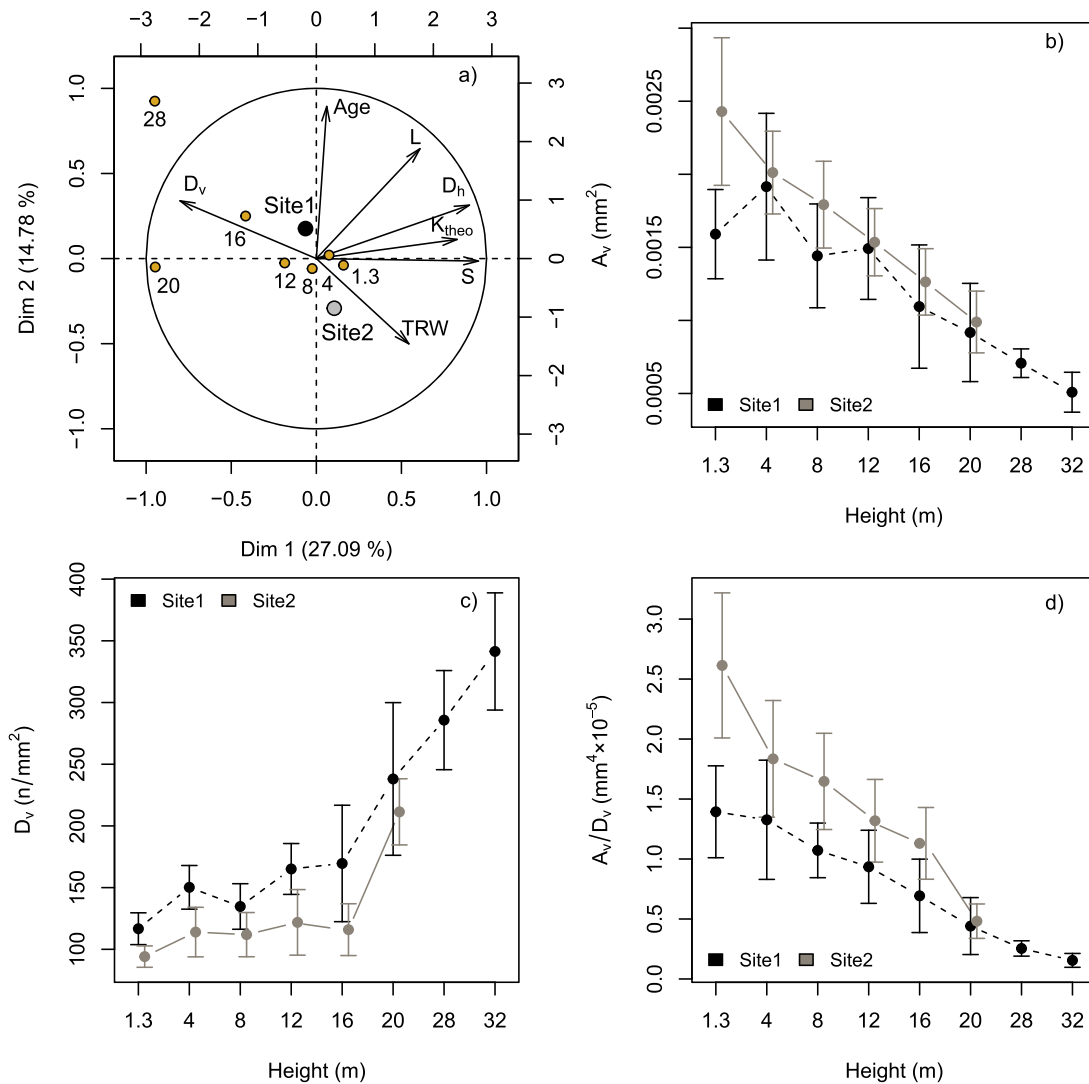 −3 −2 −1 0 1 2 3
a)
Dim 2 (14.78 %)
1.0
0.5
0.0
−0.5
−1.0
3
2
1
0
−1
−2
−3
Age
L
28
Dᵥ
Dₕ
Site1
16
Kₜₕₑₒ
20
12
8
4
1.3
S
Site2
TRW
−1.0 −0.5 0.0 0.5 1.0
Dim 1 (27.09 %)
b)
Aᵥ (mm²)
0.0025
0.0015
0.0005
Site1 Site2
1.3 4 8 12 16 20 28 32
Height (m)
Site1 Site2
c)
Dᵥ (n/mm²)
400
350
300
250
200
150
100
1.3 4 8 12 16 20 28 32
Height (m)
d)
Aᵥ/Dᵥ (mm⁴×10⁻⁵)
3.0
2.5
2.0
1.5
1.0
0.5
0.0
Site1 Site2
1.3 4 8 12 16 20 28 32
Height (m)